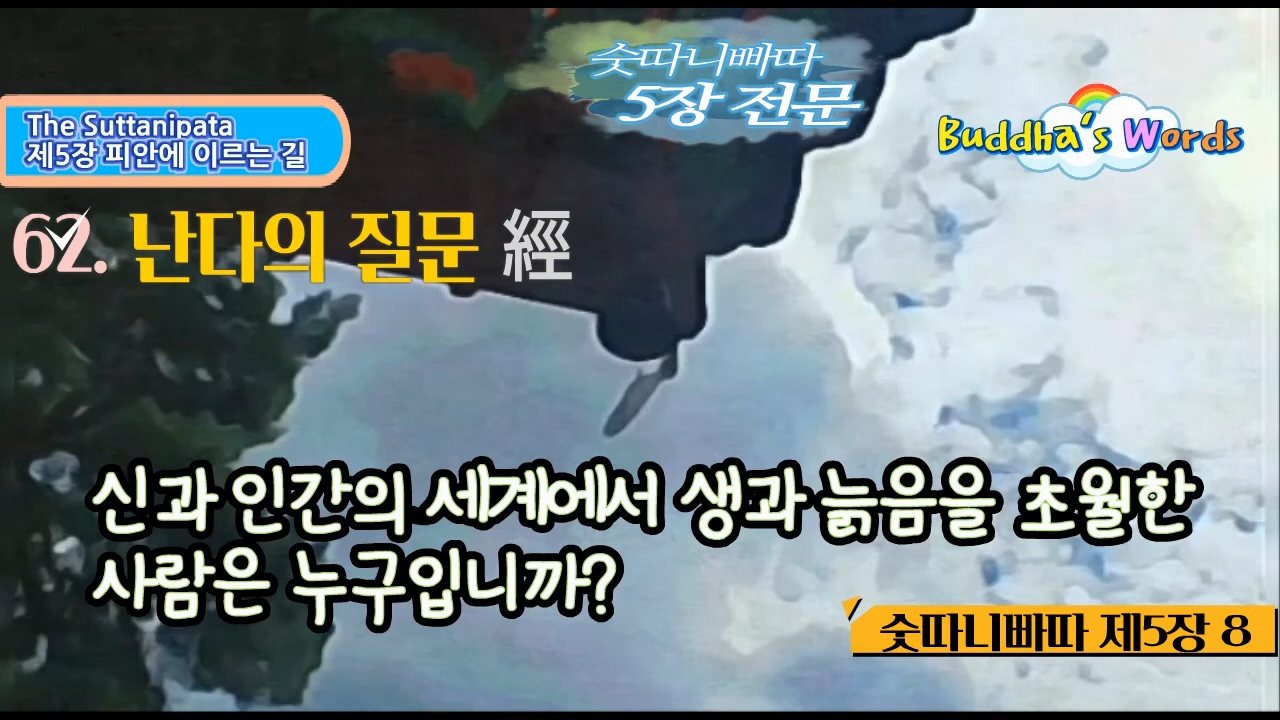 숫따니빠따
5장 전문
The Suttanipata
제5장 피안에 이르는 길
Buddha's Words
62. 난다의 질문 經
신과 인간의 세계에서 생과 늙음을 초월한
사람은 누구입니까?
숫따니빠따 제5장 8